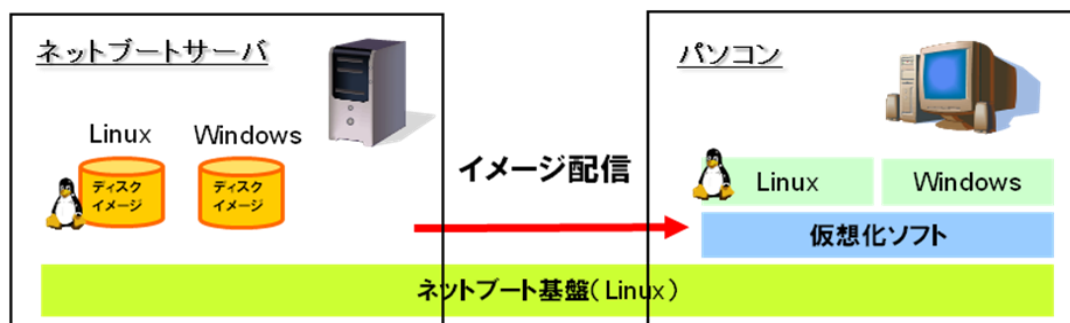 ネットブートサーバ
パソコン
Linux
Windows
ディスク
イメージ
ディスク
イメージ
イメージ配信
Linux
Windows
仮想化ソフト
ネットブート基盤(Linux)